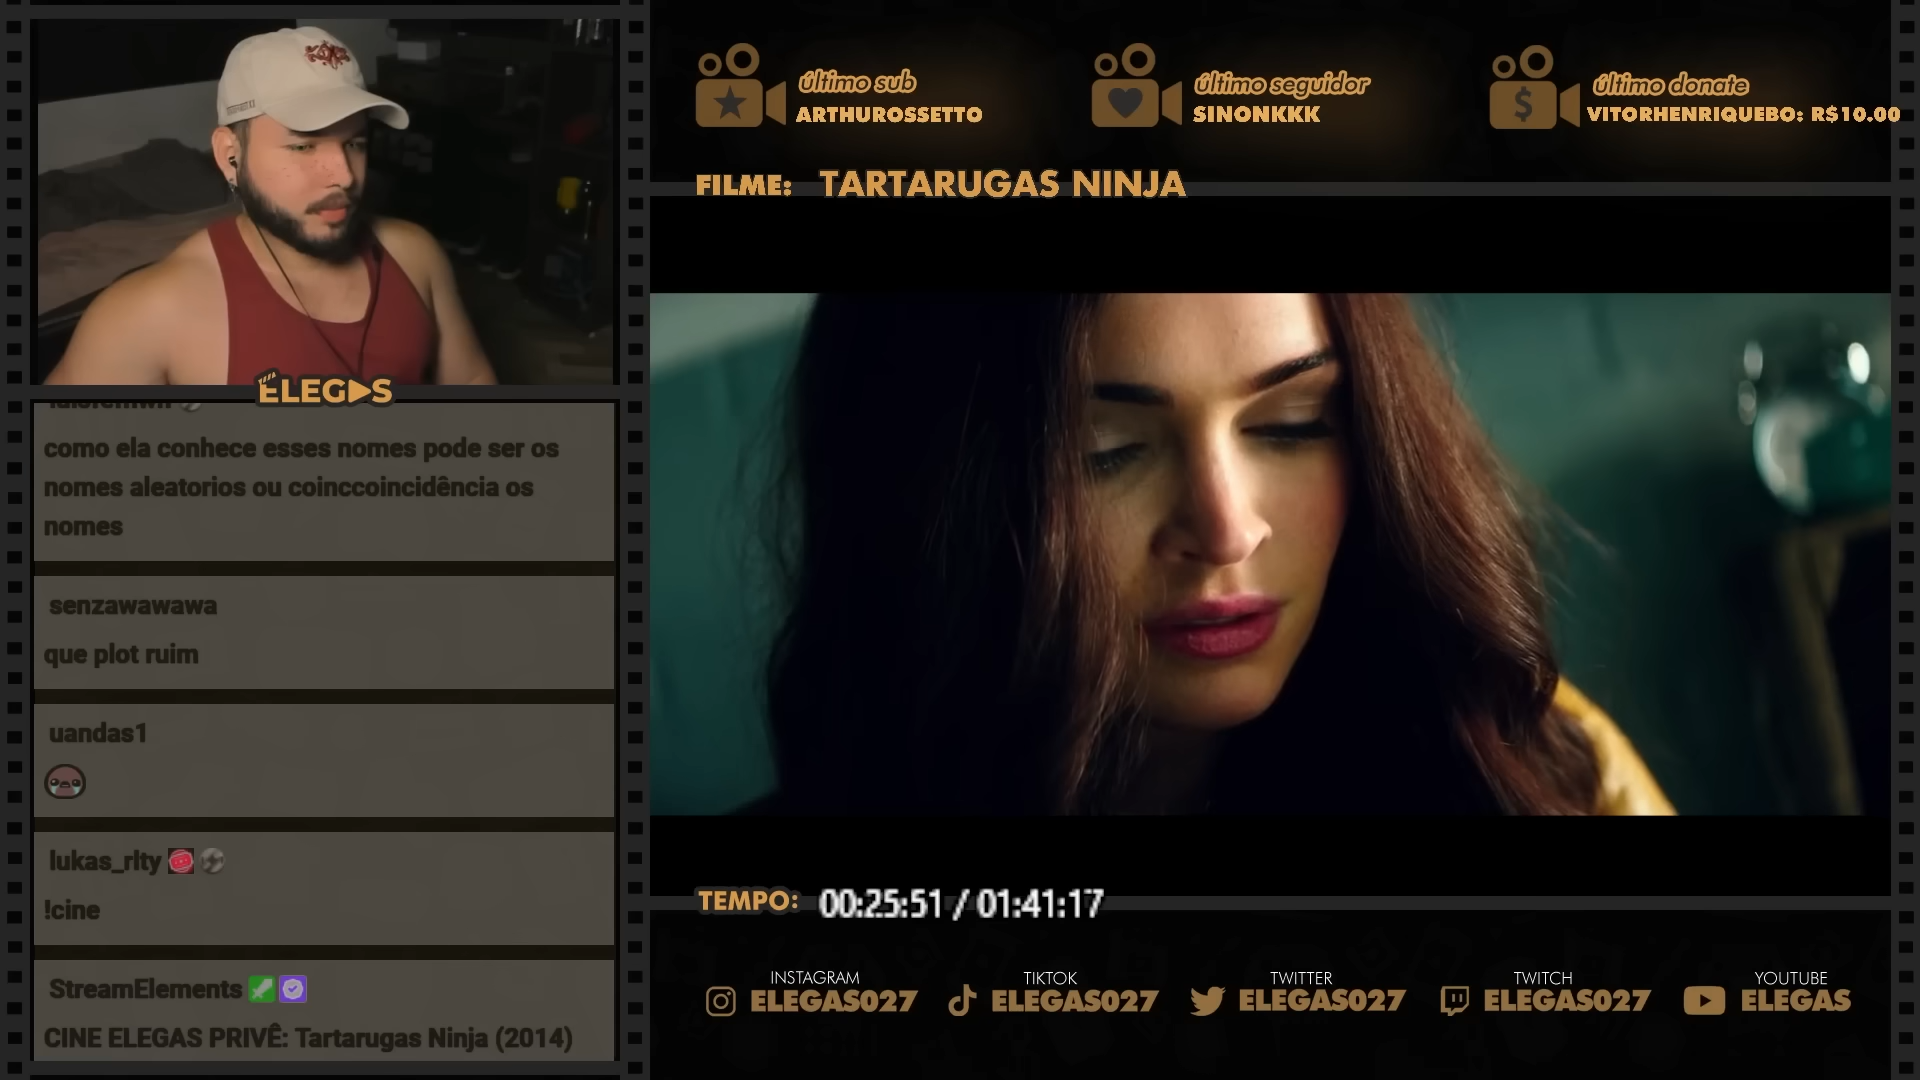 último sub
ARTHUROSSETTO
último seguidor
SINONKKK
último donate
VITORHENRIQUEBO: R$10.00
FILME: TARTARUGAS NINJA
ELEGAS
como ela conhece esses nomes pode ser os
nomes aleatorios ou coinccoincidência os
nomes
senzawawawa
que plot ruim
uandas1
lukas_rlty
!cine
StreamElements
CINE ELEGAS PRIVÊ: Tartarugas Ninja (2014)
TEMPO: 00:25:51 / 01:41:17
INSTAGRAM
ELEGAS027
TIKTOK
ELEGAS027
TWITTER
ELEGAS027
TWITCH
ELEGAS027
YOUTUBE
ELEGAS